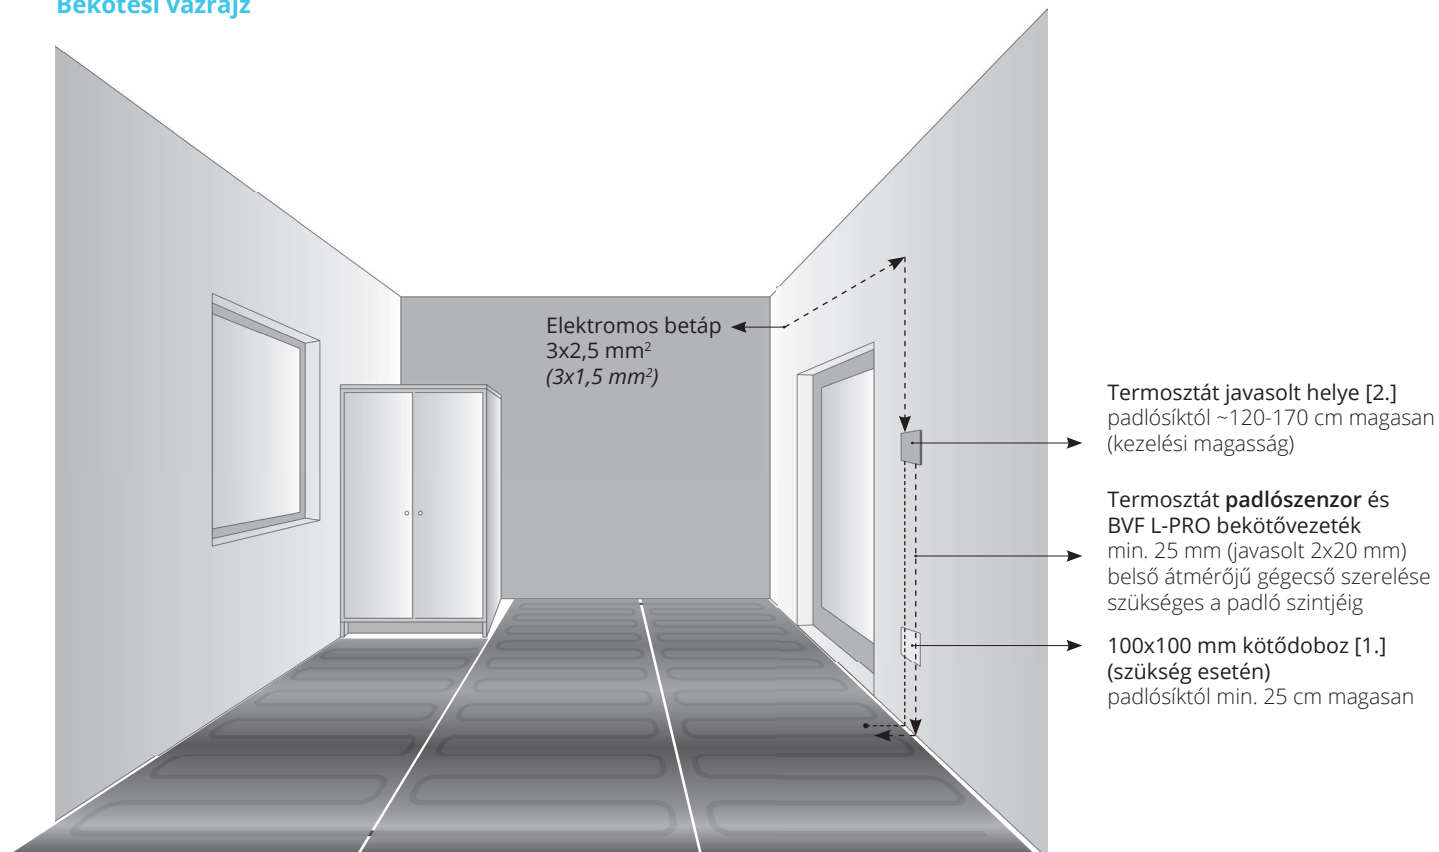 Bekötési vázrajz
Elektromos betáp
3x2,5 mm²
(3x1,5 mm²)
Termosztát javasolt helye [2.]
padlósíktól ~120-170 cm magasan
(kezelési magasság)
Termosztát padlószenzor és
BVF L-PRO bekötővezeték
min. 25 mm (javasolt 2x20 mm)
belső átmérőjű gégecső szerelése
szükséges a padló szintjéig
100x100 mm kötődoboz [1.]
(szükség esetén)
padlósíktól min. 25 cm magasan